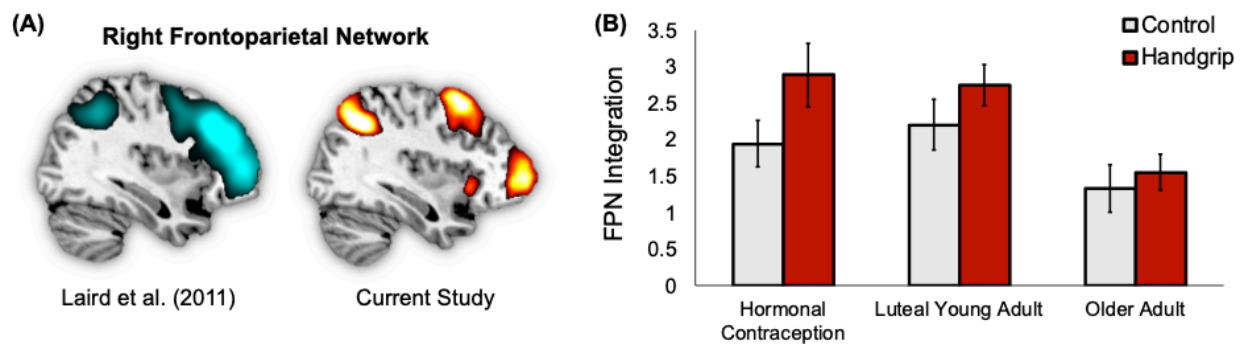 (A)
Right Frontoparietal Network
Laird et al. (2011)
Current Study
(B)
Control
Handgrip
FPN Integration
3.5
3
2.5
2
1.5
1
0.5
0
Hormonal
Contraception
Luteal Young Adult
Older Adult